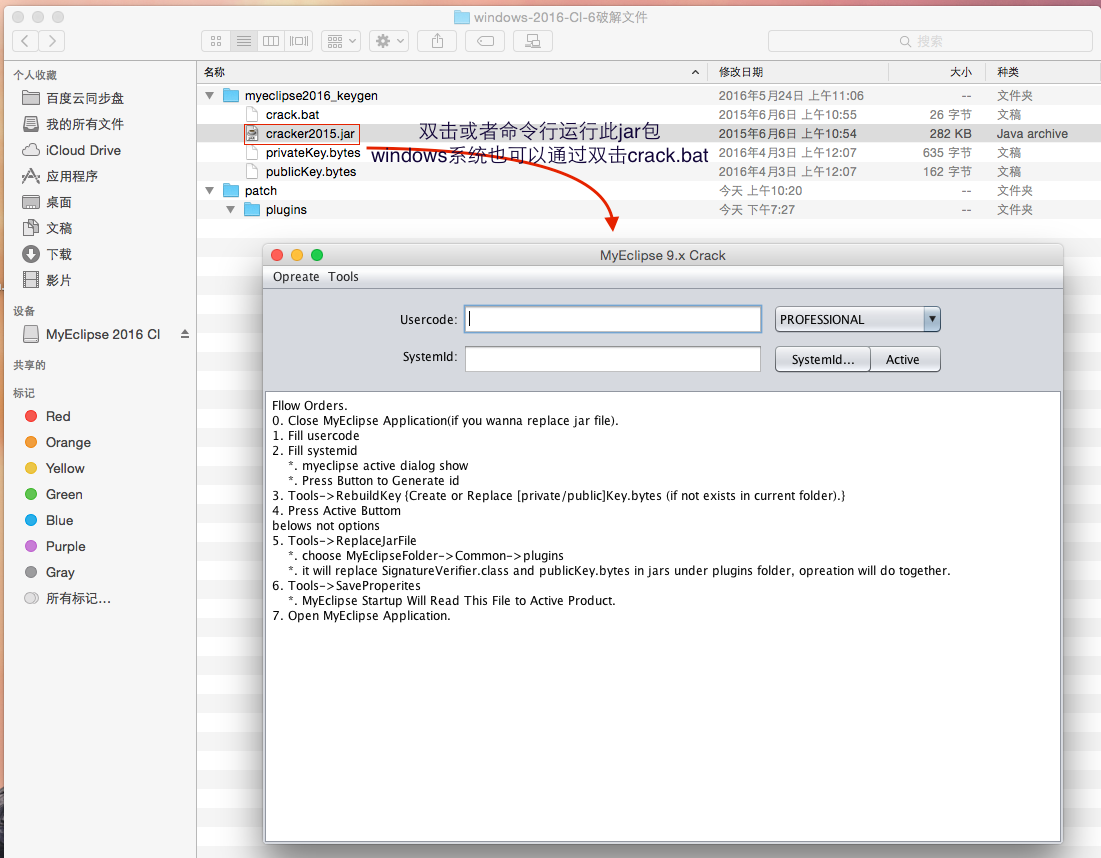 windows-2016-CI-6破解文件
搜索
个人收藏
百度云同步盘
我的所有文件
iCloud Drive
应用程序
桌面
文稿
下载
影片
设备
MyEclipse 2016 CI
共享的
标记
Red
Orange
Yellow
Green
Blue
Purple
Gray
所有标记…
名称 修改日期 大小 种类
myeclipse2016_keygen 2016年5月24日 上午11:06 -- 文件夹
crack.bat 2015年6月6日 上午10:55 26 字节 文稿
cracker2015.jar 2015年6月6日 上午10:54 282 KB Java archive
privateKey.bytes 2016年4月3日 上午12:07 635 字节 文稿
publicKey.bytes 2016年4月3日 上午12:07 162 字节 文稿
patch 今天 上午10:20 -- 文件夹
plugins 今天 下午7:27 -- 文件夹
双击或者命令行运行此jar包
windows系统也可以通过双击crack.bat
MyEclipse 9.x Crack
Opreate Tools
Usercode: PROFESSIONAL
SystemId: SystemId... Active
Fllow Orders.
0. Close MyEclipse Application(if you wanna replace jar file).
1. Fill usercode
2. Fill systemid
*. myeclipse active dialog show
*. Press Button to Generate id
3. Tools->RebuildKey {Create or Replace [private/public]Key.bytes (if not exists in current folder).}
4. Press Active Buttom
belows not options
5. Tools->ReplaceJarFile
*. choose MyEclipseFolder->Common->plugins
*. it will replace SignatureVerifier.class and publicKey.bytes in jars under plugins folder, opreation will do together.
6. Tools->SaveProperites
*. MyEclipse Startup Will Read This File to Active Product.
7. Open MyEclipse Application.